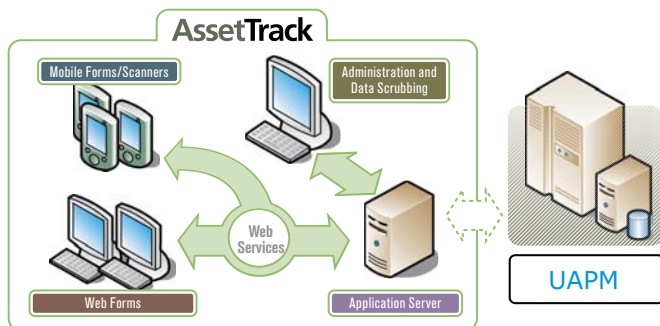 AssetTrack
Mobile Forms/Scanners
Administration and
Data Scrubbing
Web
Services
Web Forms
Application Server
UAPM